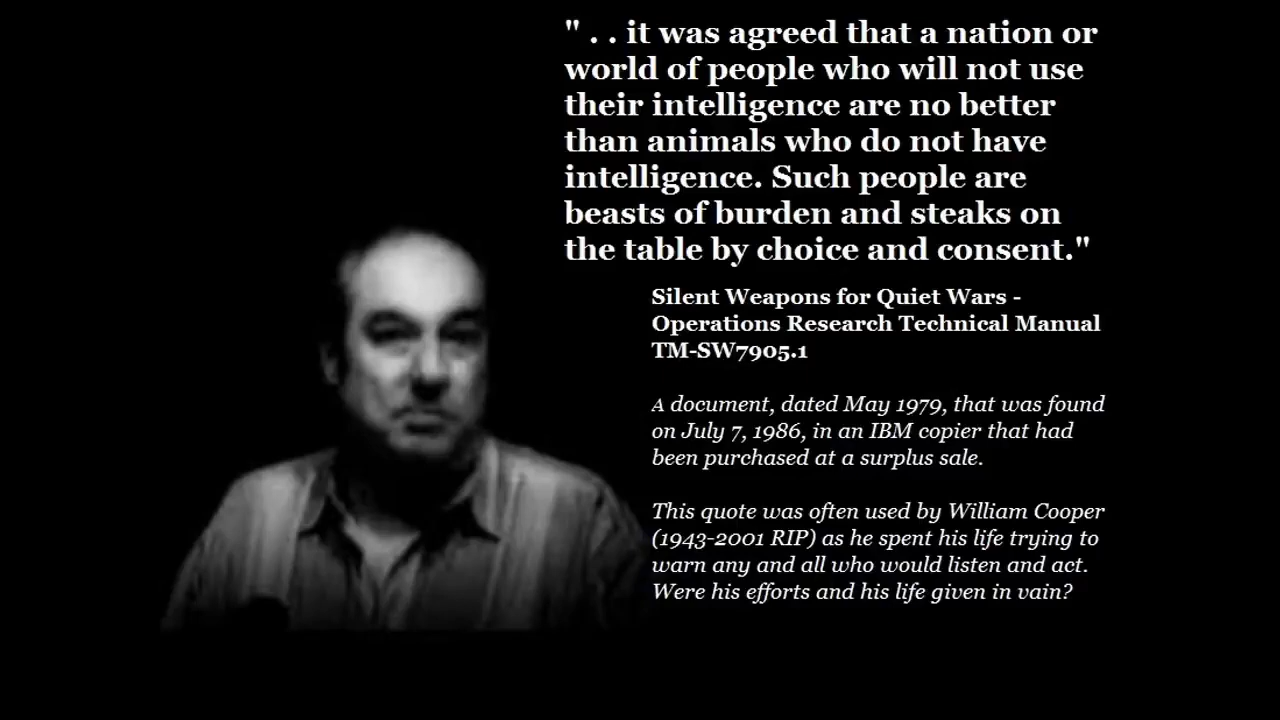 " . . it was agreed that a nation or
world of people who will not use
their intelligence are no better
than animals who do not have
intelligence. Such people are
beasts of burden and steaks on
the table by choice and consent."
Silent Weapons for Quiet Wars -
Operations Research Technical Manual
TM-SW7905.1
A document, dated May 1979, that was found
on July 7, 1986, in an IBM copier that had
been purchased at a surplus sale.
This quote was often used by William Cooper
(1943-2001 RIP) as he spent his life trying to
warn any and all who would listen and act.
Were his efforts and his life given in vain?